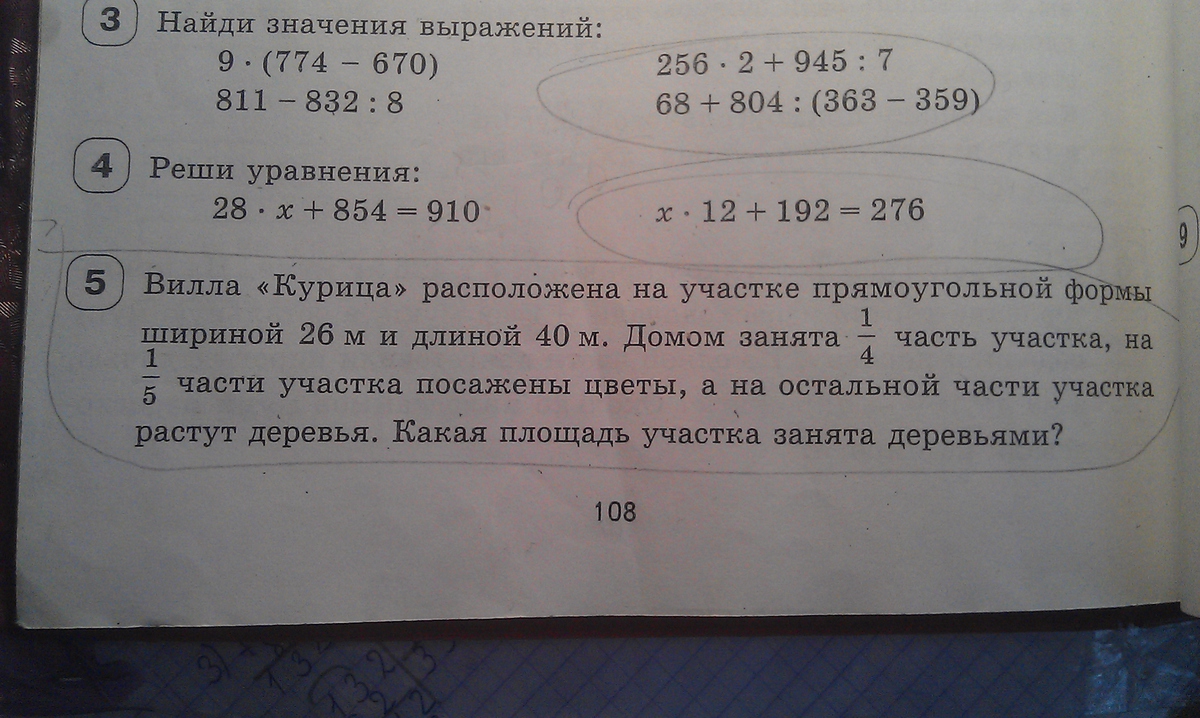 3 Найди значения выражений:
9 · (774 − 670) 256 · 2 + 945 : 7
811 − 832 : 8 68 + 804 : (363 − 359)
4 Реши уравнения:
28 · x + 854 = 910 x · 12 + 192 = 276
9
5 Вилла «Курица» расположена на участке прямоугольной формы
шириной 26 м и длиной 40 м. Домом занята 1/4 часть участка, на
1/5 части участка посажены цветы, а на остальной части участка
растут деревья. Какая площадь участка занята деревьями?
108